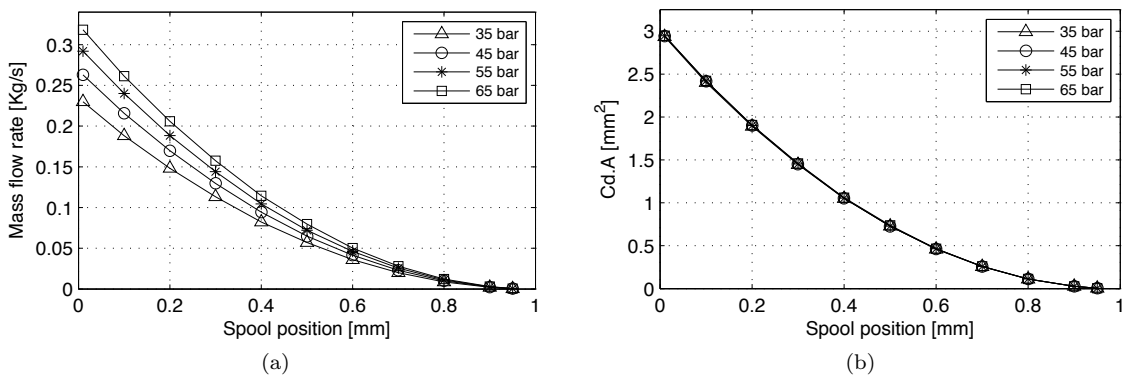 0.3
0.25
0.2
0.15
0.1
0.05
0
Mass flow rate [Kg/s]
0 0.2 0.4 0.6 0.8 1
Spool position [mm]
35 bar
45 bar
55 bar
65 bar
(a)
3
2.5
2
1.5
1
0.5
0
Cd.A [mm²]
0 0.2 0.4 0.6 0.8 1
Spool position [mm]
35 bar
45 bar
55 bar
65 bar
(b)